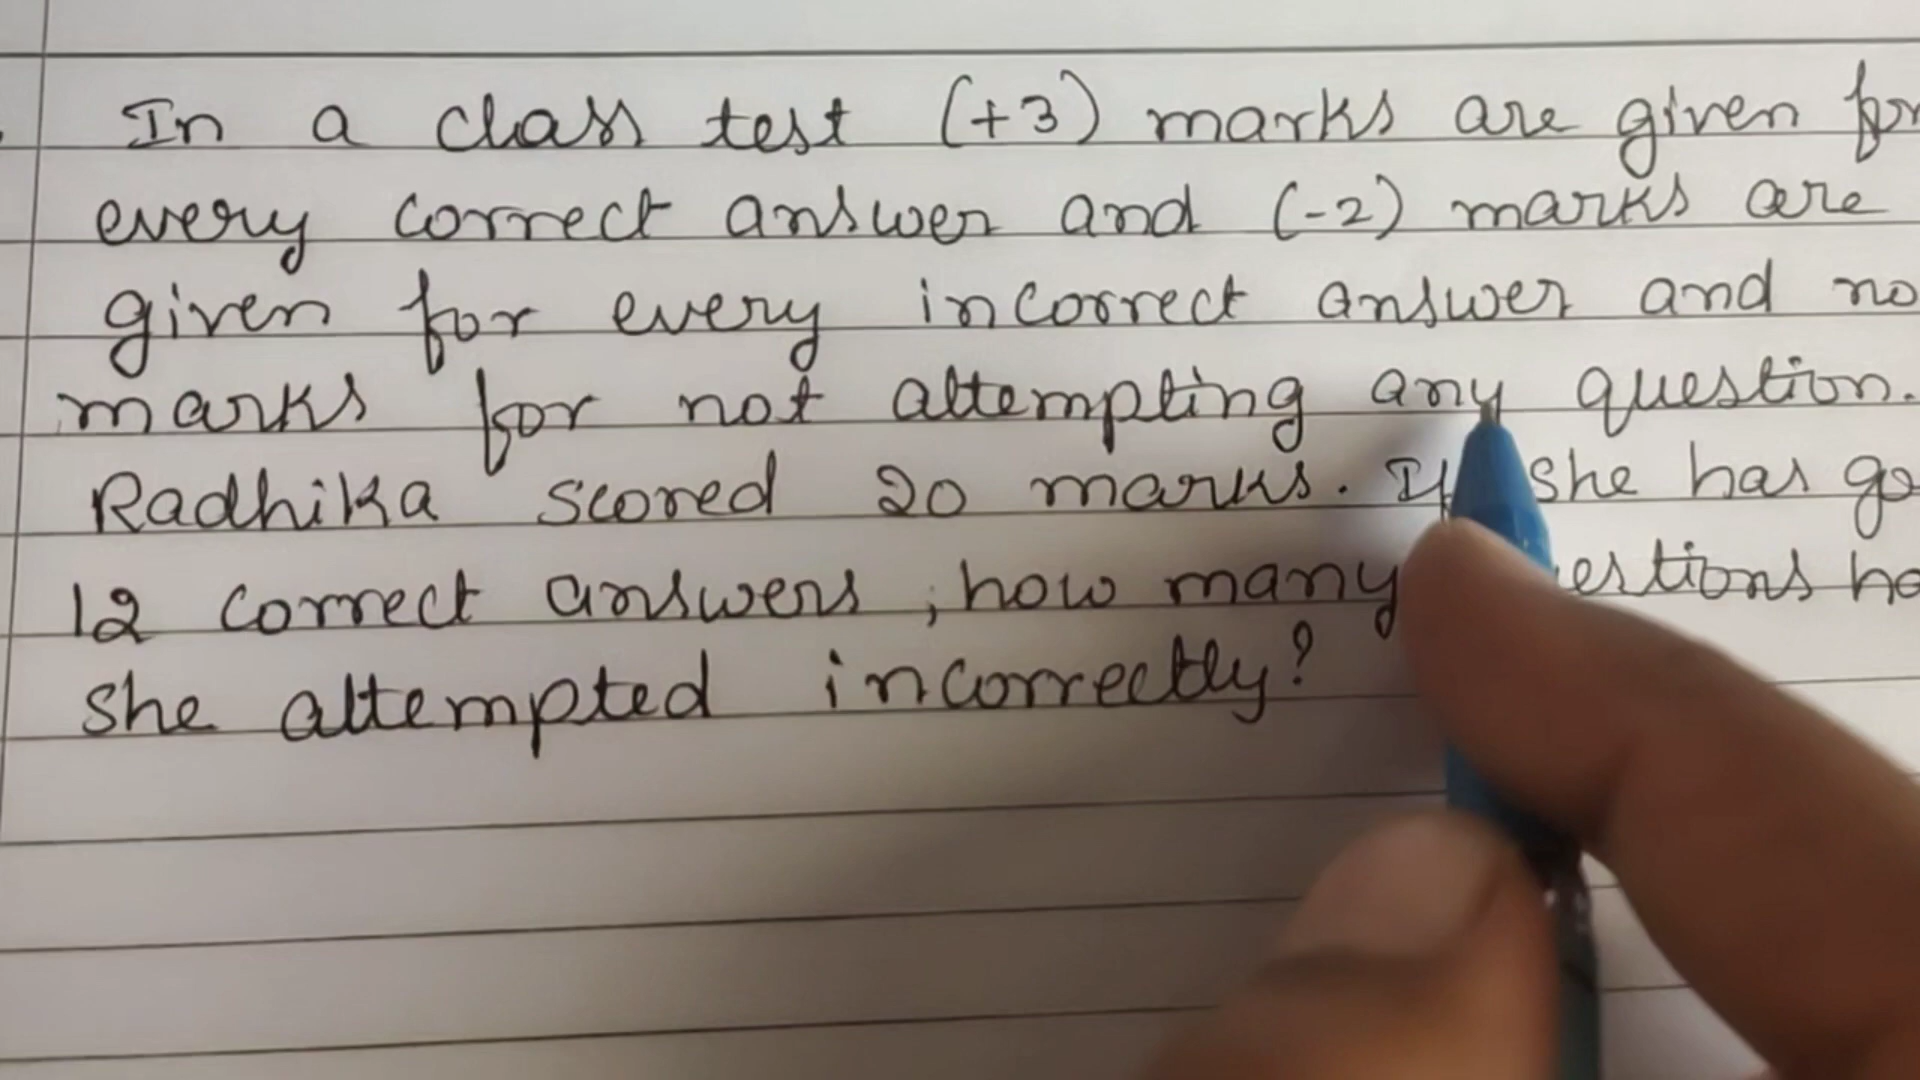 In a class test (+3) marks are given for
every correct answer and (-2) marks are
given for every incorrect answer and no
marks for not attempting any question.
Radhika scored 20 marks. If she has
12 correct answers, how many
she attempted incorrectly?